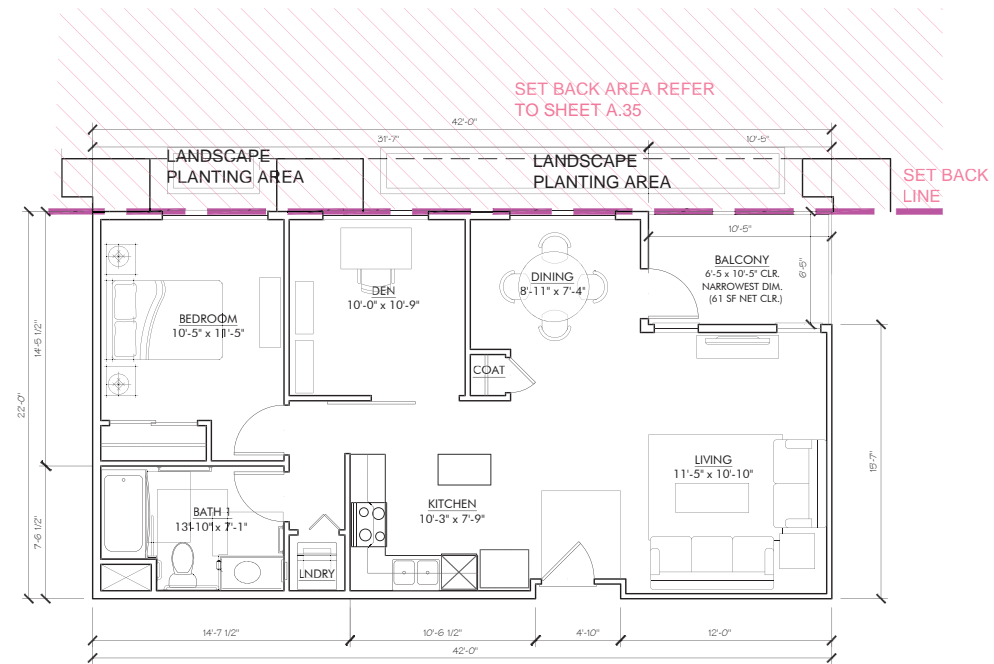 SET BACK AREA REFER
TO SHEET A.35
42'-0"
31'-7"
10'-5"
LANDSCAPE
PLANTING AREA
LANDSCAPE
PLANTING AREA
SET BACK
LINE
10'-5"
BALCONY
6'-5 x 10'-5" CLR.
NARROWEST DIM.
(61 SF NET CLR.)
6'-5"
DINING
8'-11" x 7'-4"
DEN
10'-0" x 10'-9"
BEDROOM
10'-5" x 11'-5"
14'-5 1/2"
22'-0"
COAT
LIVING
11'-5" x 10'-10"
15'-7"
KITCHEN
10'-3" x 7'-9"
BATH 1
13'-10" x 7'-1"
7'-6 1/2"
LNDRY
14'-7 1/2"
10'-6 1/2"
4'-10"
12'-0"
42'-0"